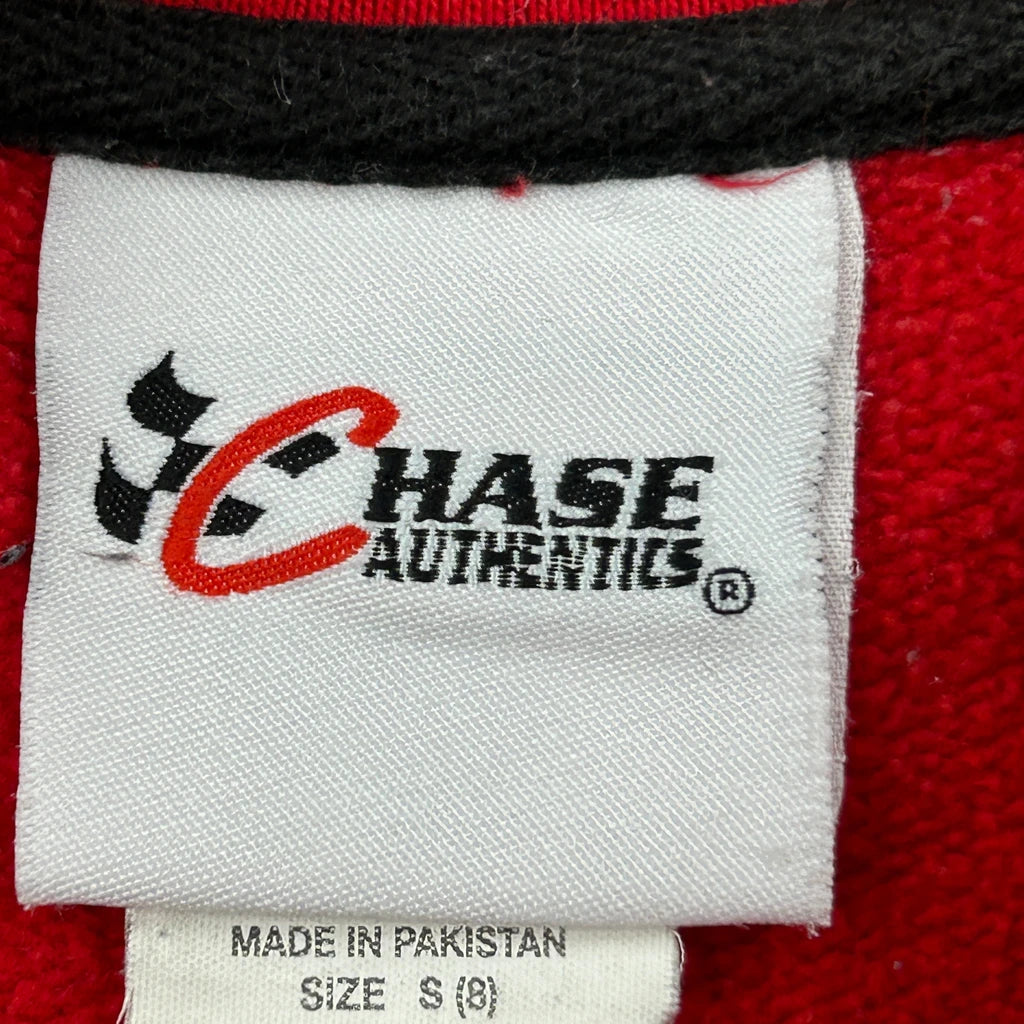 CHASE
AUTHENTICS®
MADE IN PAKISTAN
SIZE S (8)